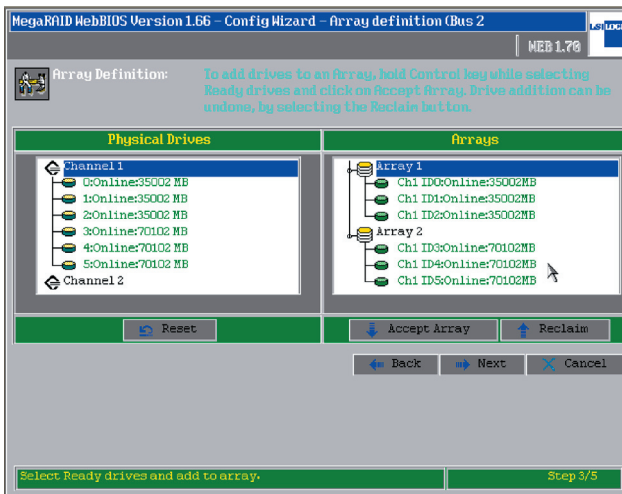 MegaRAID WebBIOS Version 1.66 - Config Wizard - Array definition (Bus 2
LSI LOGIC
WEB 1.70
Array Definition:
To add drives to an Array, hold Control key while selecting
Ready drives and click on Accept Array. Drive addition can be
undone, by selecting the Reclaim button.
Physical Drives
Channel 1
0:Online:35002 MB
1:Online:35002 MB
2:Online:35002 MB
3:Online:70102 MB
4:Online:70102 MB
5:Online:70102 MB
Channel 2
Arrays
Array 1
Ch1 ID0:Online:35002MB
Ch1 ID1:Online:35002MB
Ch1 ID2:Online:35002MB
Array 2
Ch1 ID3:Online:70102MB
Ch1 ID4:Online:70102MB
Ch1 ID5:Online:70102MB
Reset
Accept Array
Reclaim
Back
Next
Cancel
Select Ready drives and add to array.
Step 3/5